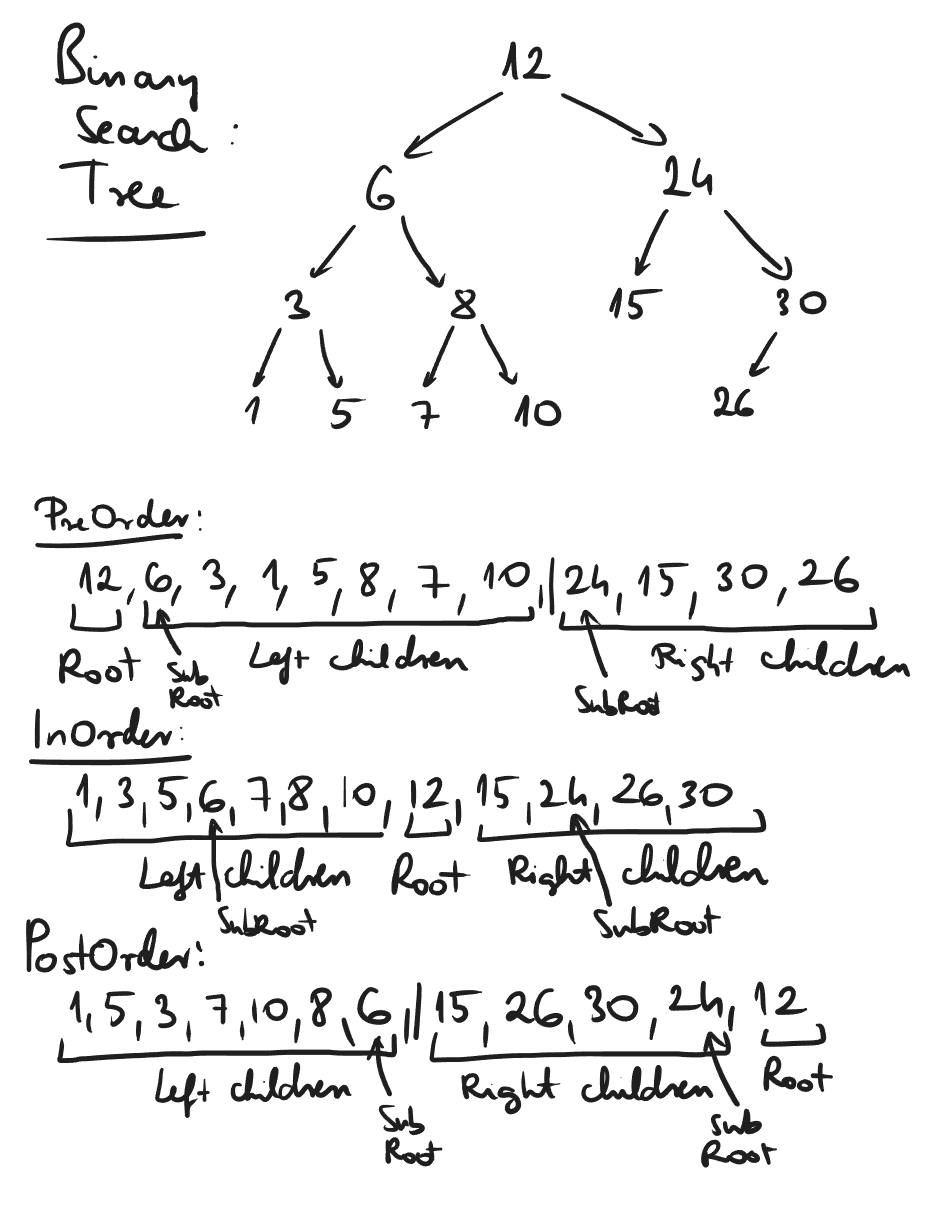 Binary
Search :
Tree
12
6 24
3 8 15 30
1 5 7 10 26
PreOrder:
12, 6, 3, 1, 5, 8, 7, 10, | 24, 15, 30, 26
Root Sub Root Left children SubRoot Right children
InOrder:
1, 3, 5, 6, 7, 8, 10, 12, 15, 24, 26, 30
Left children Root Right children
SubRoot SubRoot
PostOrder:
1, 5, 3, 7, 10, 8, 6, || 15, 26, 30, 24, 12
Left children Right children Root
Sub Root Sub Root